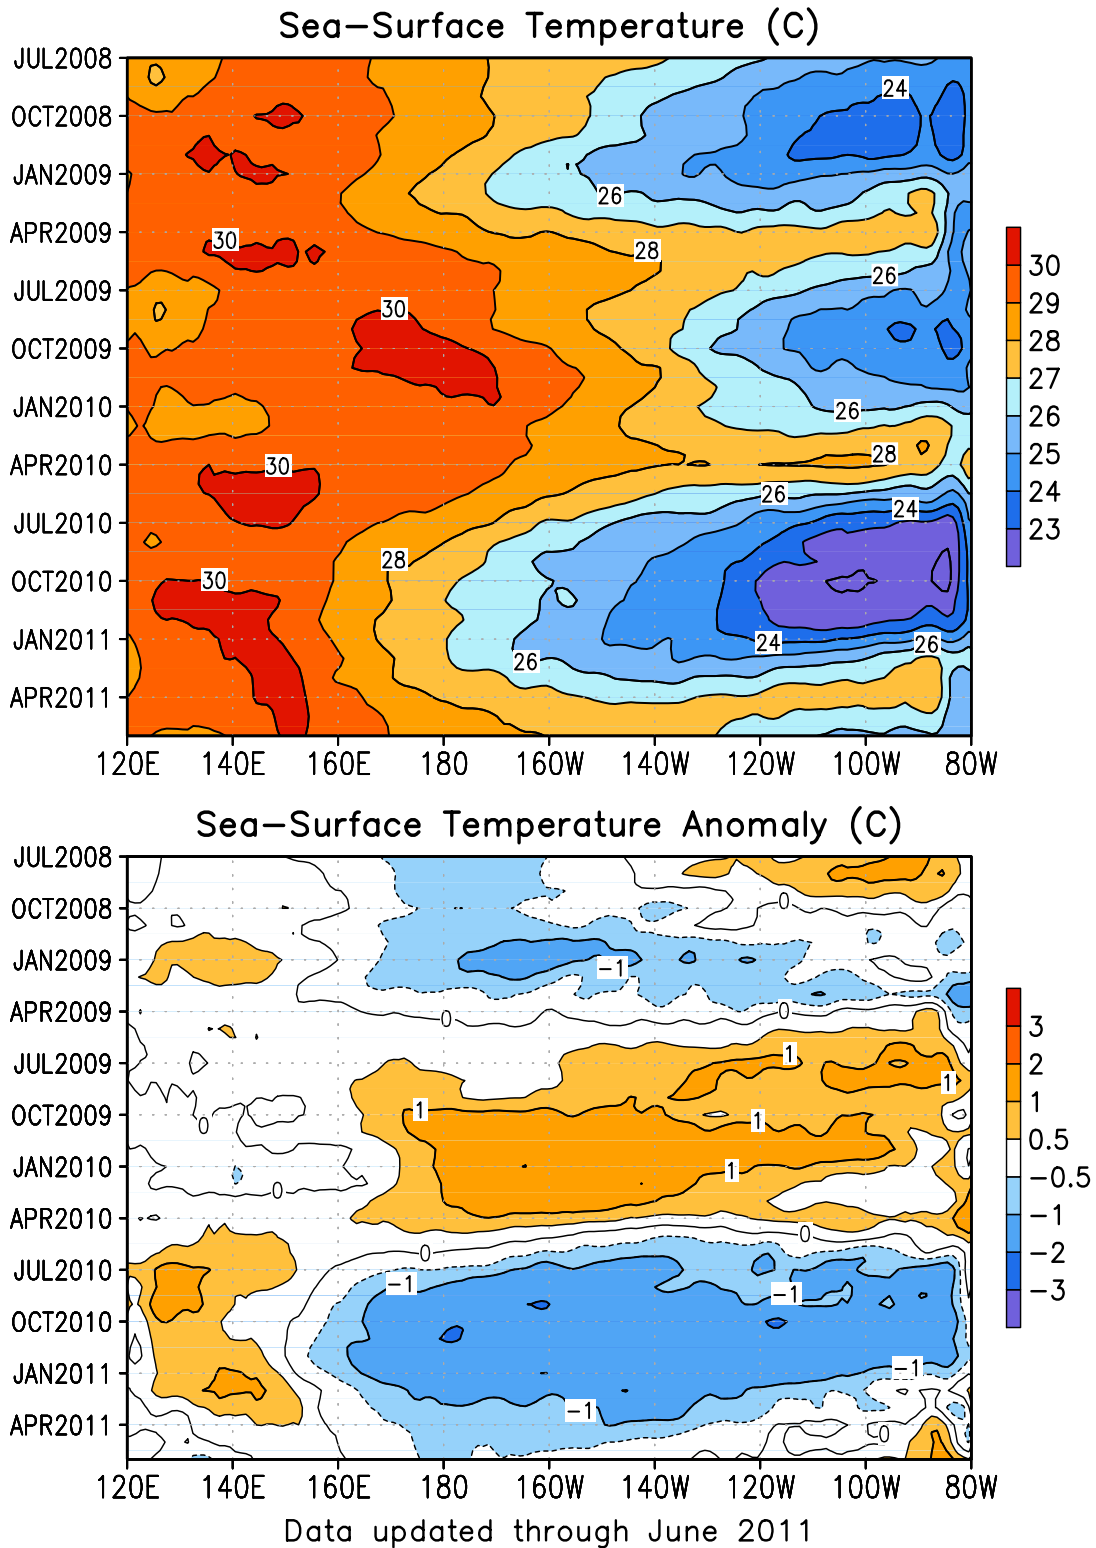 Sea-Surface Temperature (C)
JUL2008
OCT2008
JAN2009
APR2009
JUL2009
OCT2009
JAN2010
APR2010
JUL2010
OCT2010
JAN2011
APR2011
24
26
30
28
26
30
26
30
28
26
24
28
30
24
26
26
120E 140E 160E 180 160W 140W 120W 100W 80W
30
29
28
27
26
25
24
23
Sea-Surface Temperature Anomaly (C)
JUL2008
OCT2008
JAN2009
APR2009
JUL2009
OCT2009
JAN2010
APR2010
JUL2010
OCT2010
JAN2011
APR2011
0
-1
0
0
1
1
1
0
1
1
0
0
0
-1
-1
-1
-1
0
120E 140E 160E 180 160W 140W 120W 100W 80W
3
2
1
0.5
-0.5
-1
-2
-3
Data updated through June 2011